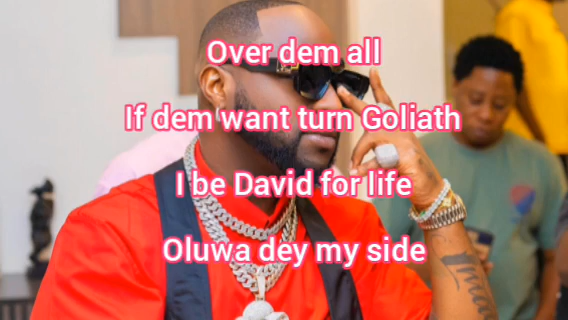 Over dem all
If dem want turn Goliath
I be David for life
Oluwa dey my side